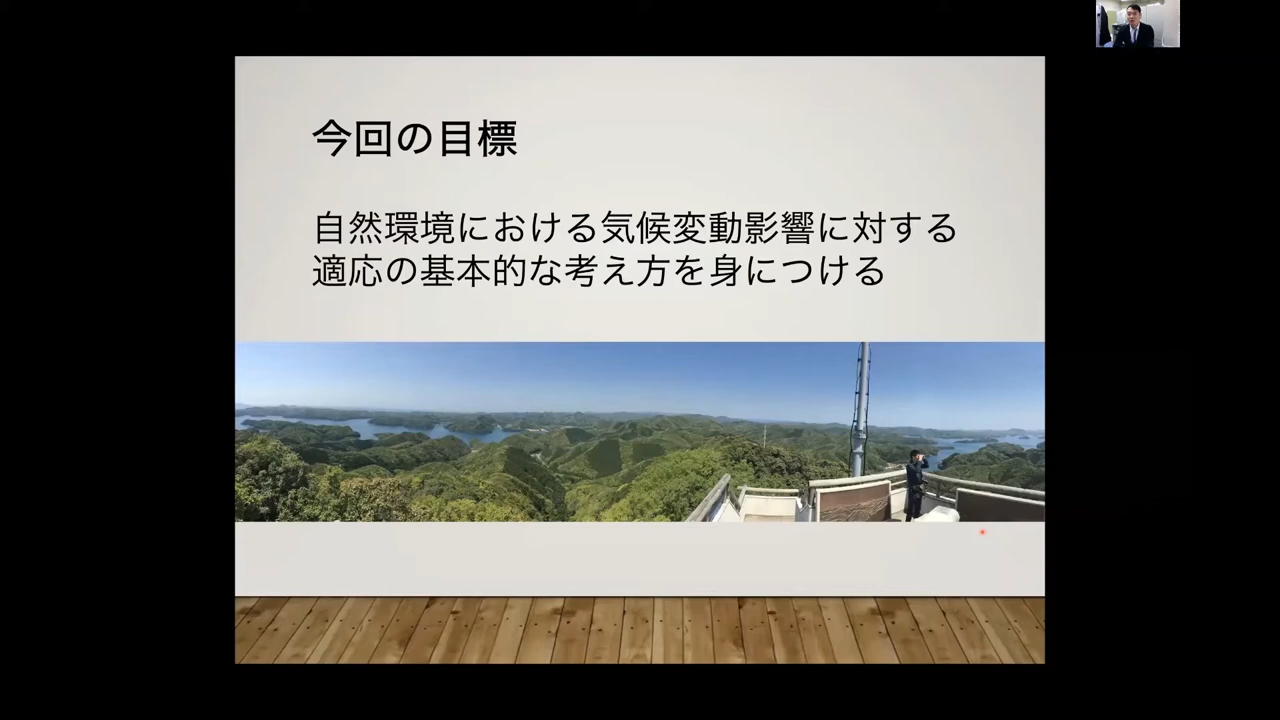 今回の目標
自然環境における気候変動影響に対する
適応の基本的な考え方を身につける